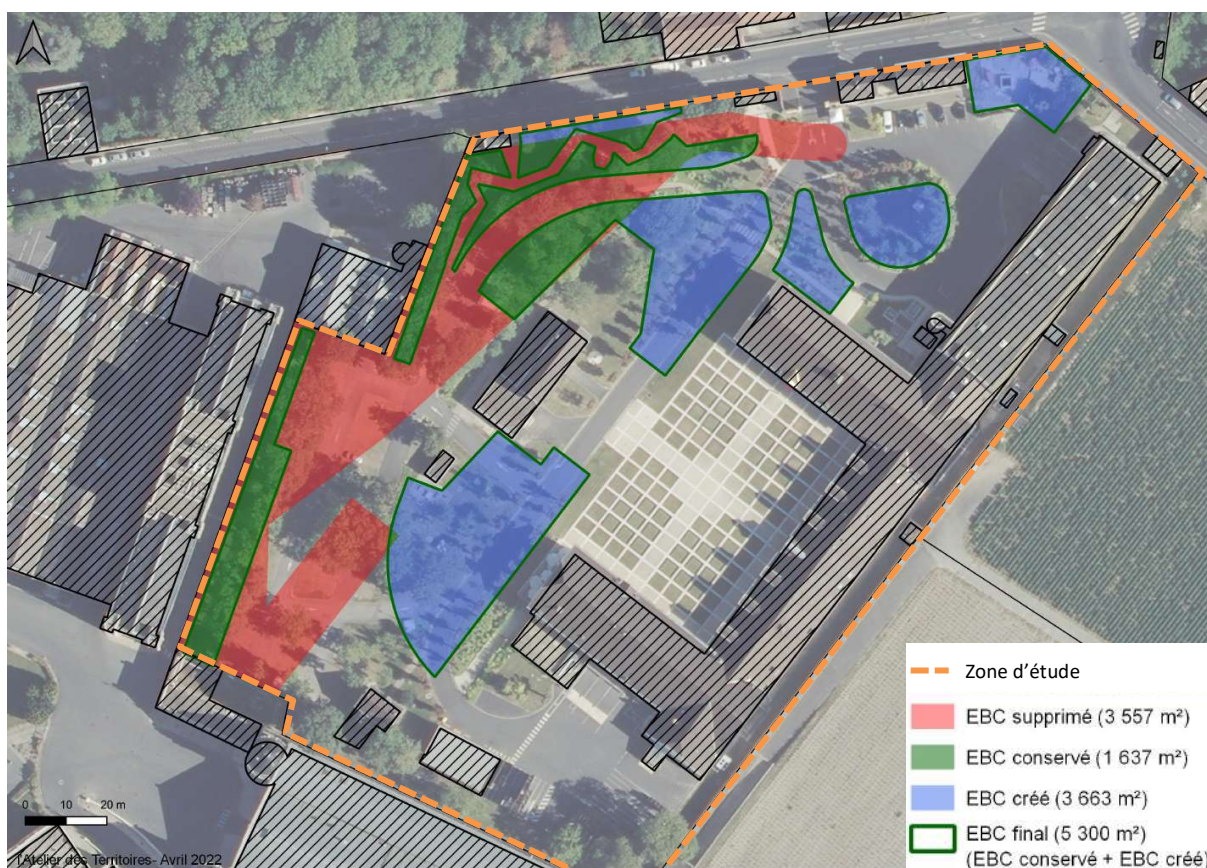 Zone d'étude
EBC supprimé (3 557 m²)
EBC conservé (1 637 m²)
EBC créé (3 663 m²)
EBC final (5 300 m²)
(EBC conservé + EBC créé)
0 10 20 m
l'Atelier des Territoires- Avril 2022